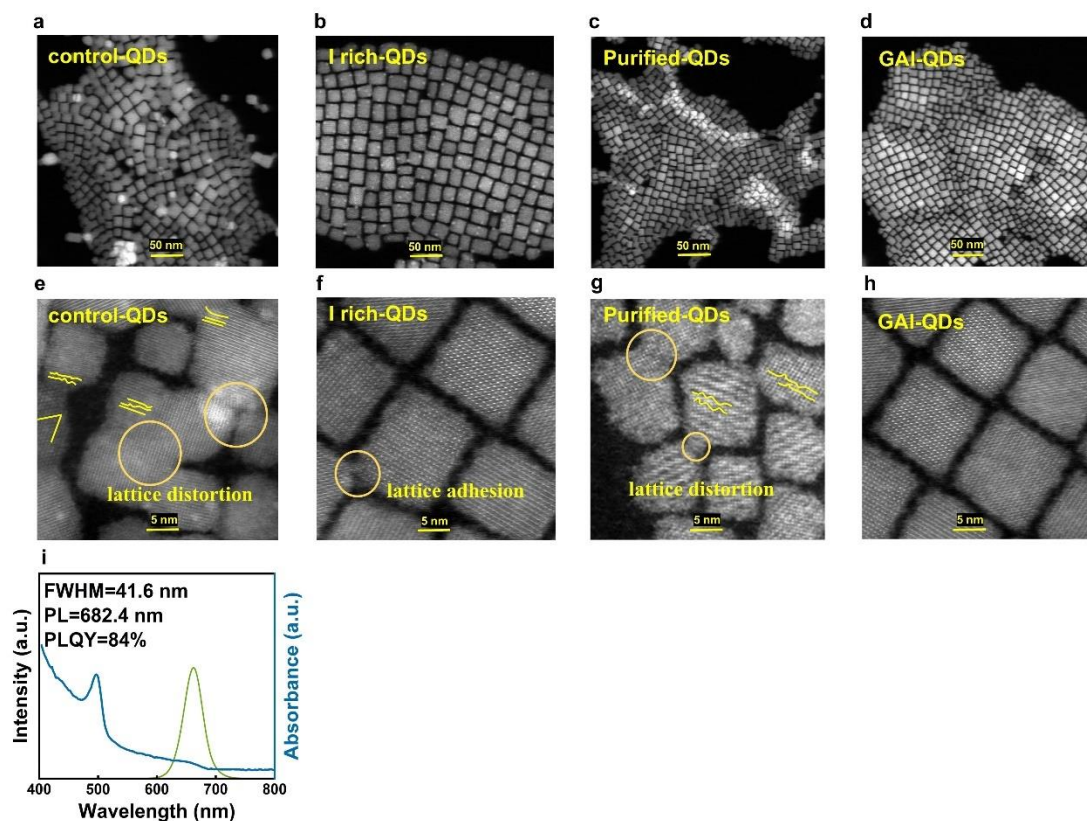 a
control-QDs
50 nm
b
I rich-QDs
50 nm
c
Purified-QDs
50 nm
d
GAI-QDs
50 nm
e
control-QDs
lattice distortion
5 nm
f
I rich-QDs
lattice adhesion
5 nm
g
Purified-QDs
lattice distortion
5 nm
h
GAI-QDs
5 nm
i
FWHM=41.6 nm
PL=682.4 nm
PLQY=84%
Intensity (a.u.)
Absorbance (a.u.)
400 500 600 700 800
Wavelength (nm)